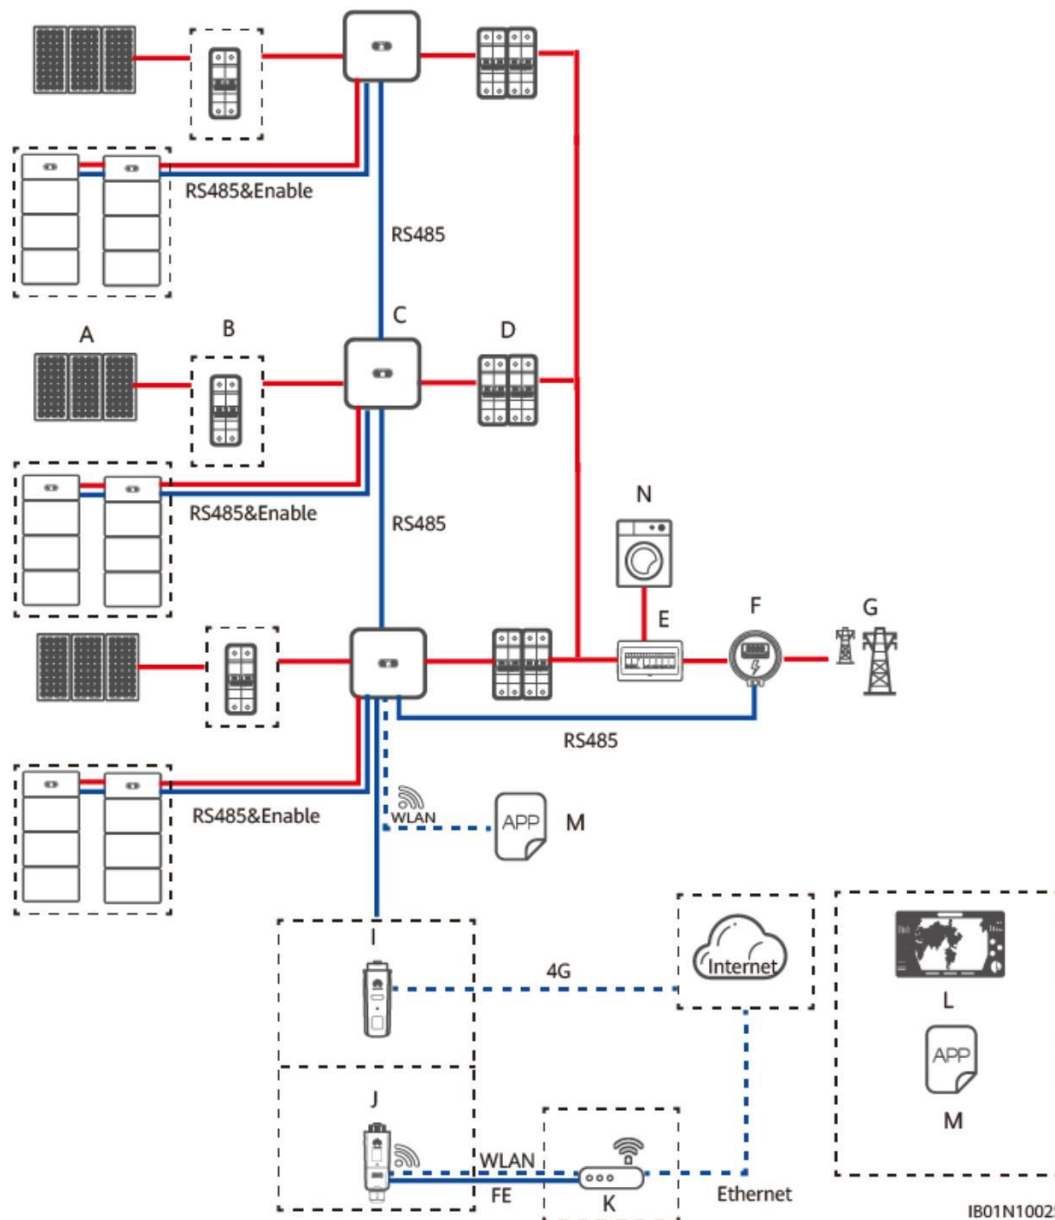 RS485&Enable
RS485
A
B
C
D
RS485&Enable
RS485
N
E
F
G
RS485
RS485&Enable
WLAN
APP
M
I
4G
Internet
L
APP
M
J
WLAN
FE
K
Ethernet